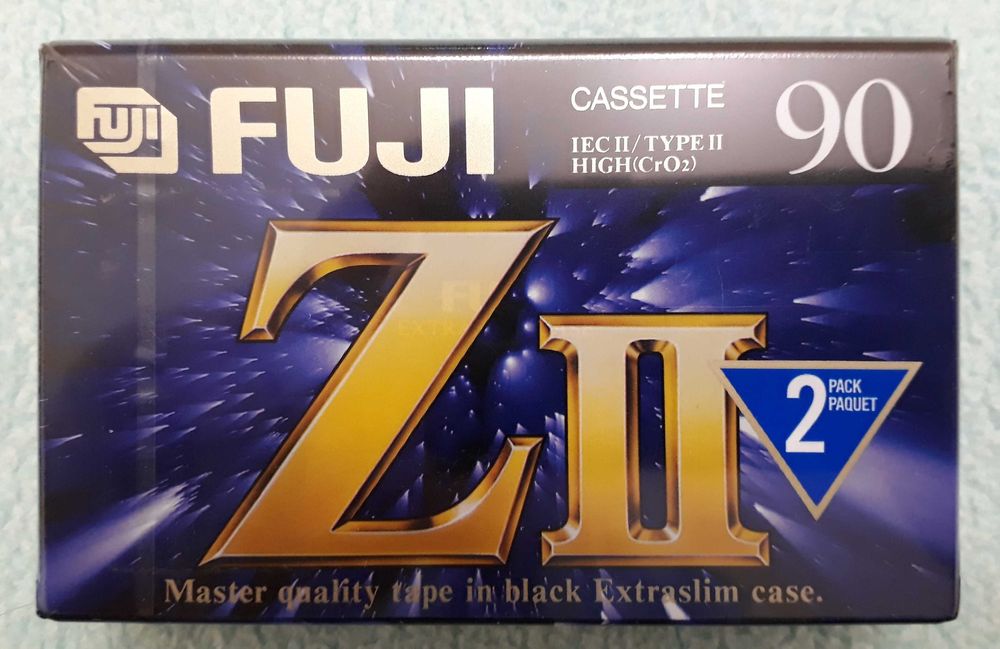 FUJI
FUJI
CASSETTE
IEC II/TYPE II
HIGH(CrO2)
90
ZII
2
PACK
PAQUET
Master quality tape in black Extraslim case.